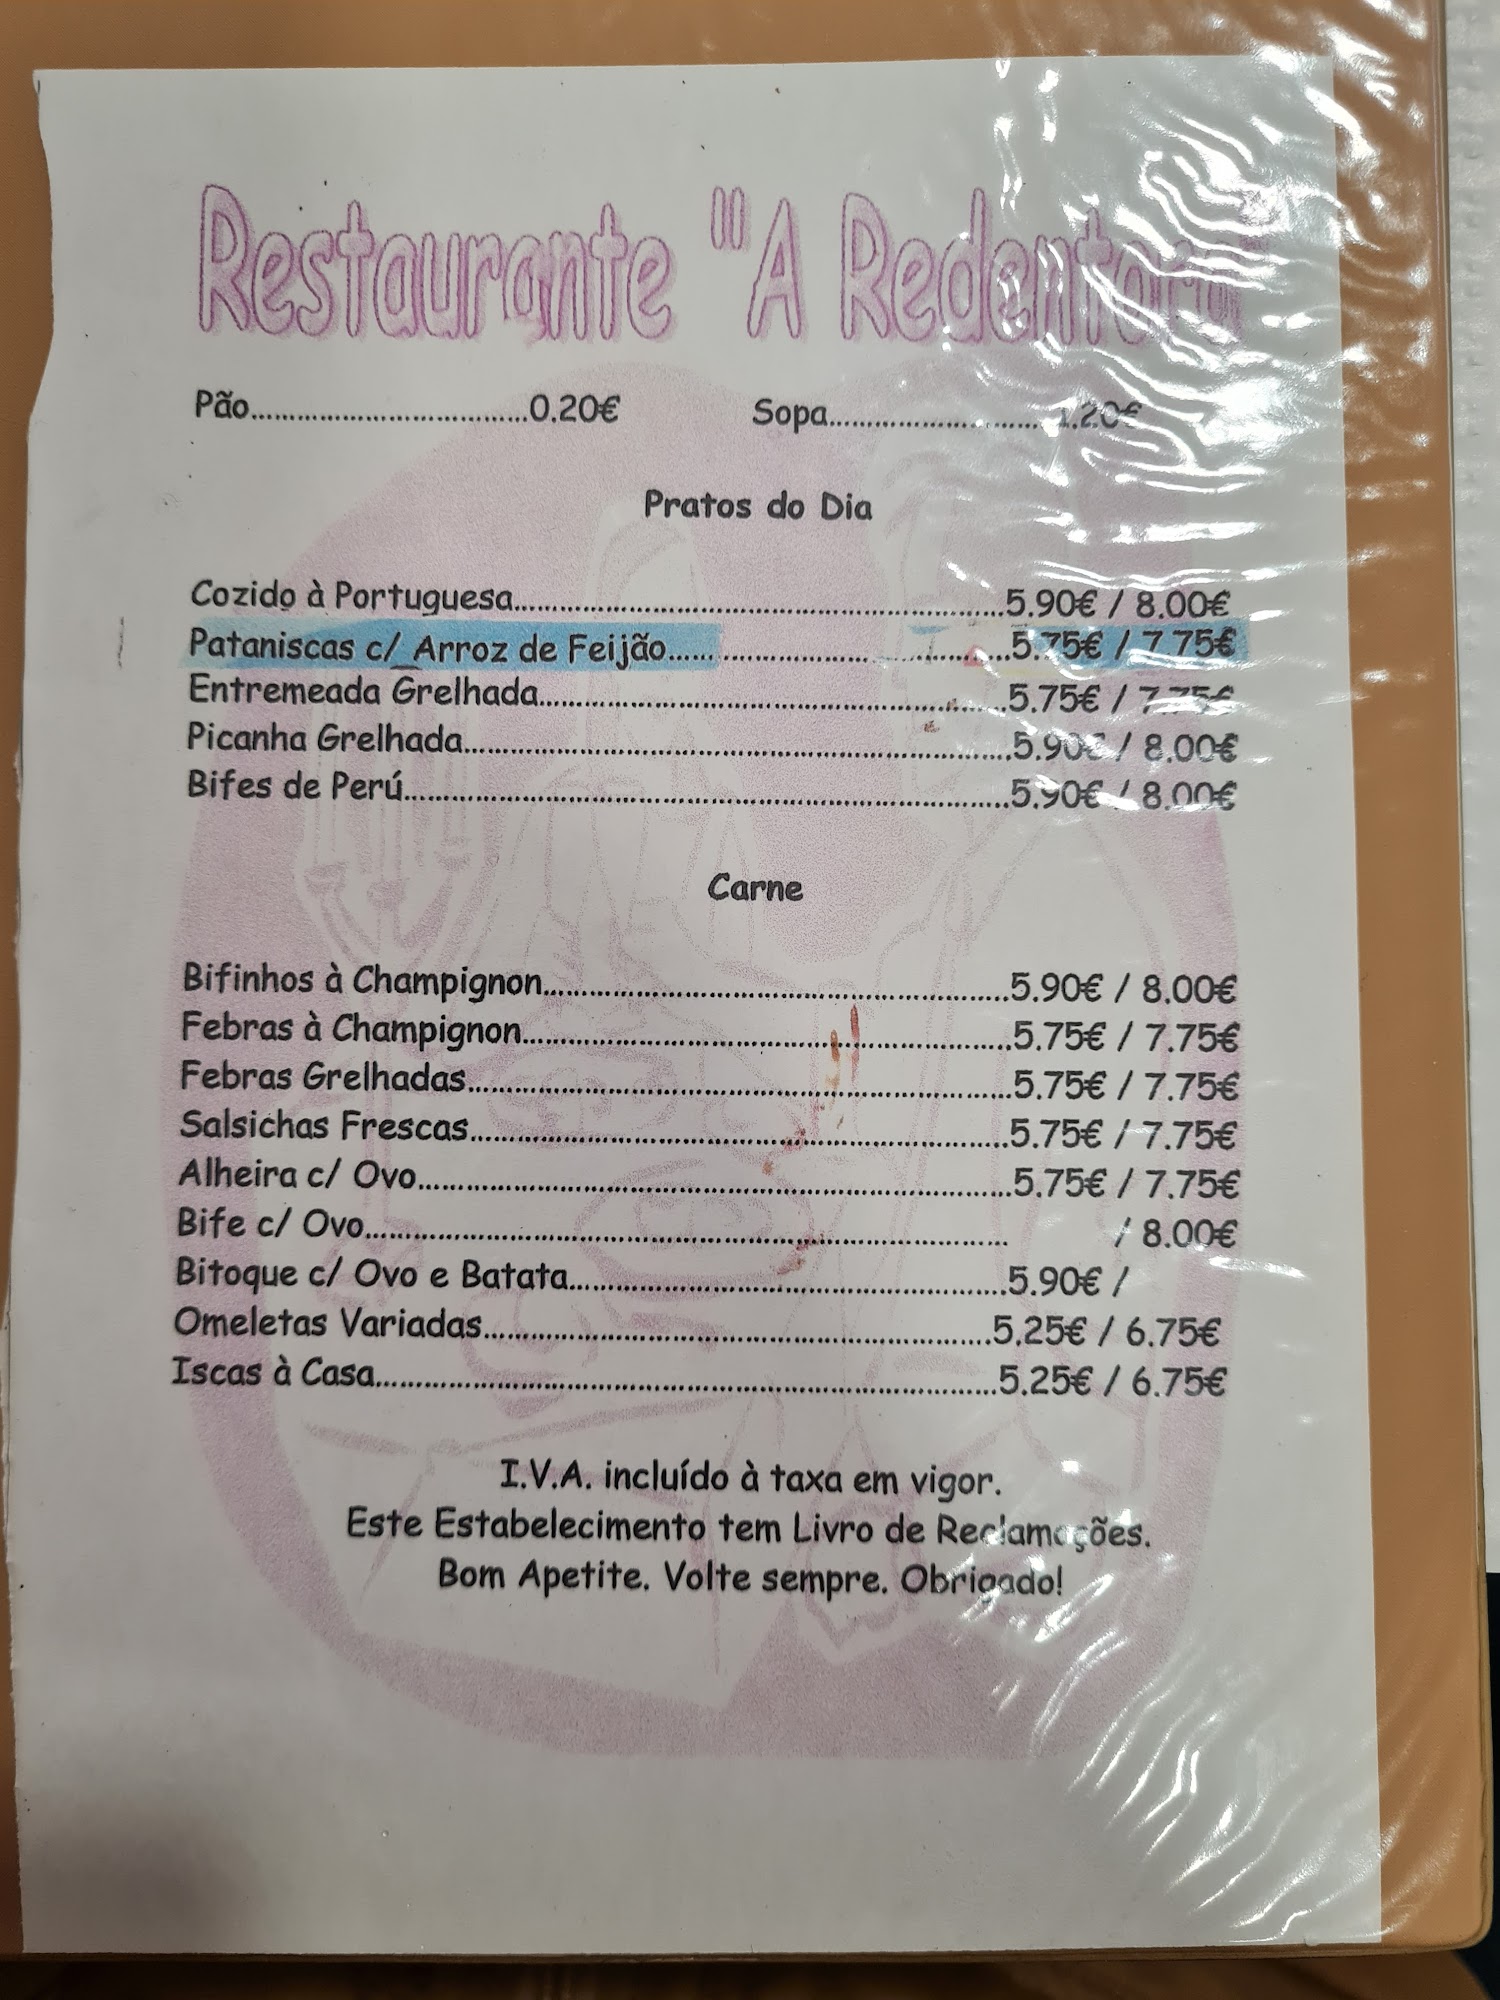 Restaurante "A Redentora"
Pão..................................0.20€ Sopa..........................1.20€
Pratos do Dia
Cozido à Portuguesa..........................................................5.90€ / 8.00€
Pataniscas c/ Arroz de Feijão..........................................5.75€ / 7.75€
Entremeada Grelhada.......................................................5.75€ / 7.75€
Picanha Grelhada................................................................5.90€ / 8.00€
Bifes de Perú.......................................................................5.90€ / 8.00€
Carne
Bifinhos à Champignon.......................................................5.90€ / 8.00€
Febras à Champignon.........................................................5.75€ / 7.75€
Febras Grelhadas................................................................5.75€ / 7.75€
Salsichas Frescas................................................................5.75€ / 7.75€
Alheira c/ Ovo......................................................................5.75€ / 7.75€
Bife c/ Ovo............................................................................ / 8.00€
Bitoque c/ Ovo e Batata.....................................................5.90€ /
Omeletas Variadas.............................................................5.25€ / 6.75€
Iscas à Casa.........................................................................5.25€ / 6.75€
I.V.A. incluído à taxa em vigor.
Este Estabelecimento tem Livro de Reclamações.
Bom Apetite. Volte sempre. Obrigado!